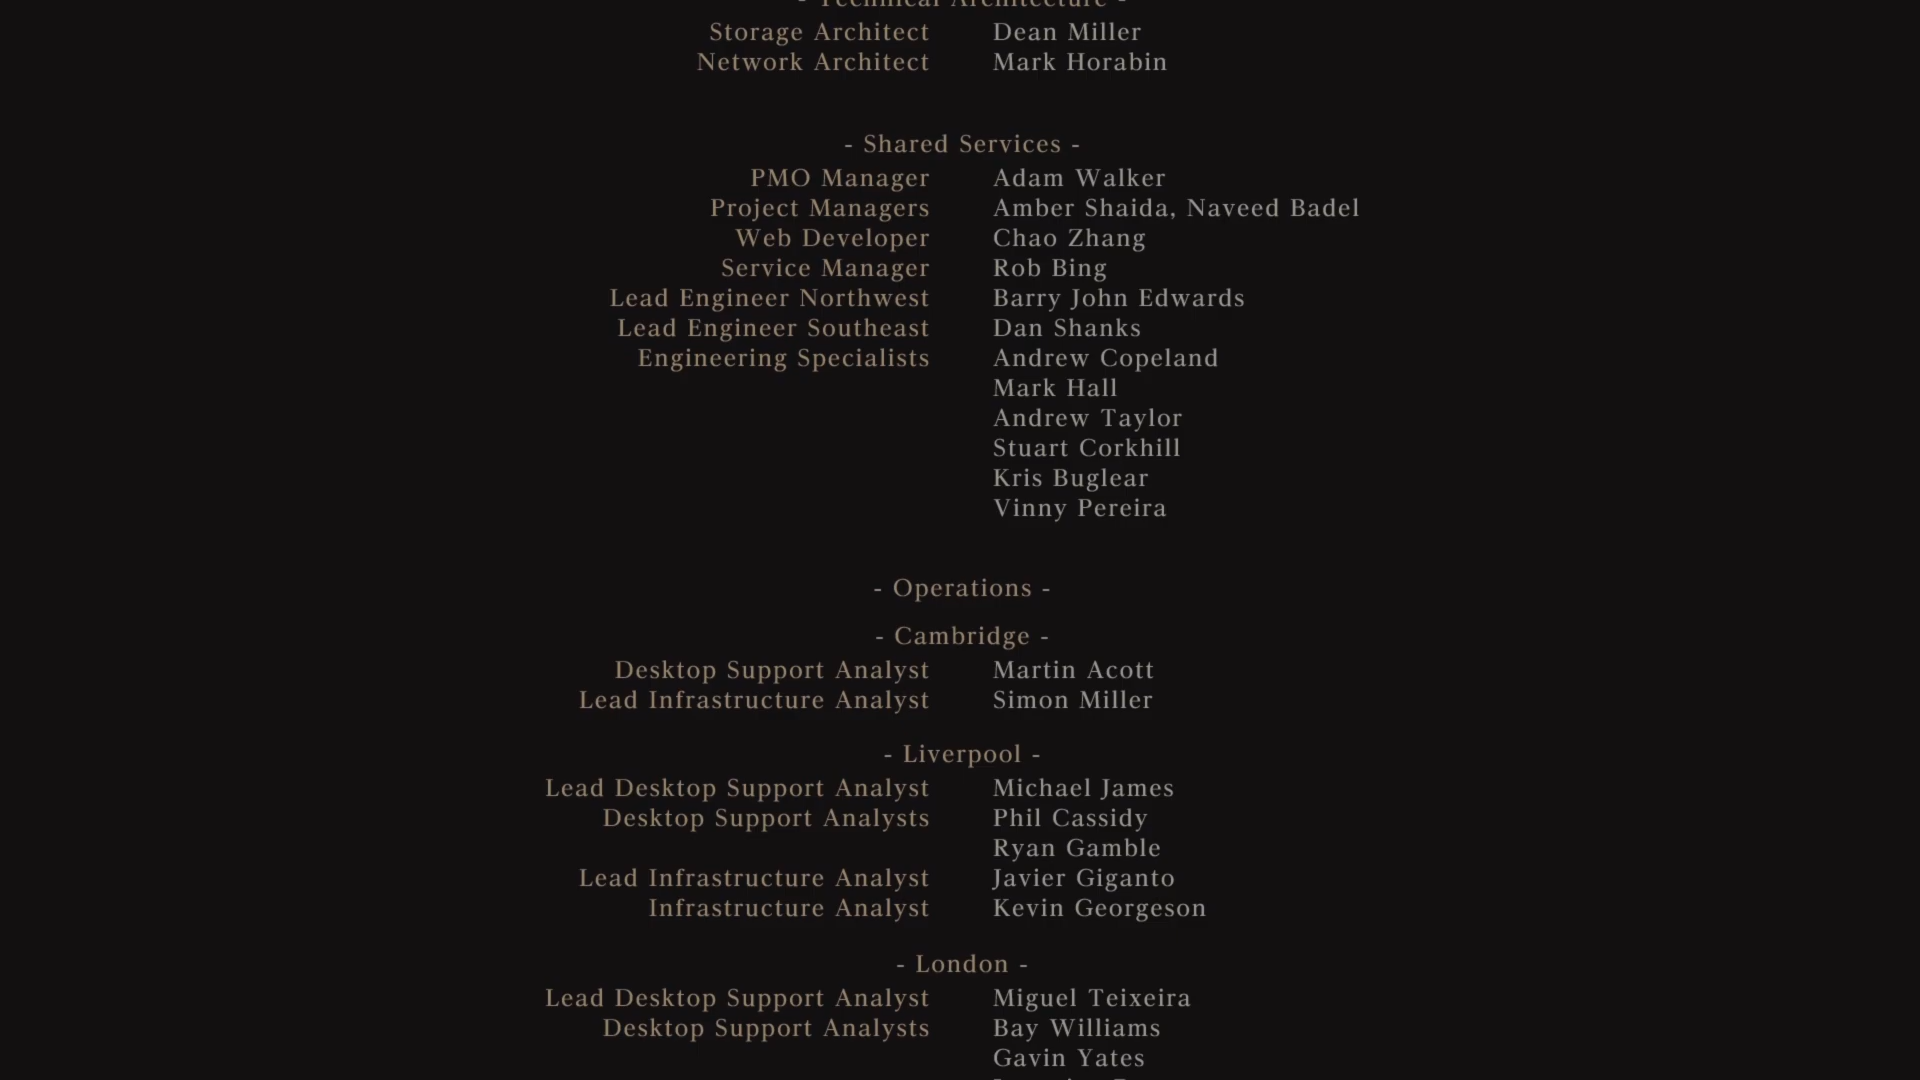 - Technical Architecture -
Storage Architect Dean Miller
Network Architect Mark Horabin
- Shared Services -
PMO Manager Adam Walker
Project Managers Amber Shaida, Naveed Badel
Web Developer Chao Zhang
Service Manager Rob Bing
Lead Engineer Northwest Barry John Edwards
Lead Engineer Southeast Dan Shanks
Engineering Specialists Andrew Copeland
Mark Hall
Andrew Taylor
Stuart Corkhill
Kris Buglear
Vinny Pereira
- Operations -
- Cambridge -
Desktop Support Analyst Martin Acott
Lead Infrastructure Analyst Simon Miller
- Liverpool -
Lead Desktop Support Analyst Michael James
Desktop Support Analysts Phil Cassidy
Ryan Gamble
Lead Infrastructure Analyst Javier Giganto
Infrastructure Analyst Kevin Georgeson
- London -
Lead Desktop Support Analyst Miguel Teixeira
Desktop Support Analysts Bay Williams
Gavin Yates